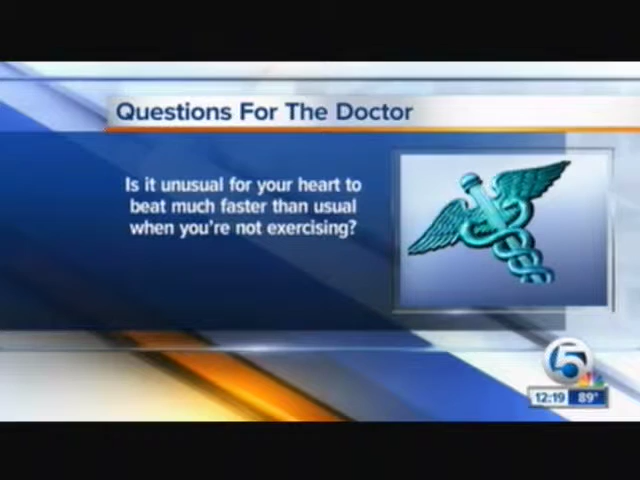 Questions For The Doctor
Is it unusual for your heart to
beat much faster than usual
when you're not exercising?
5
12:19 89°